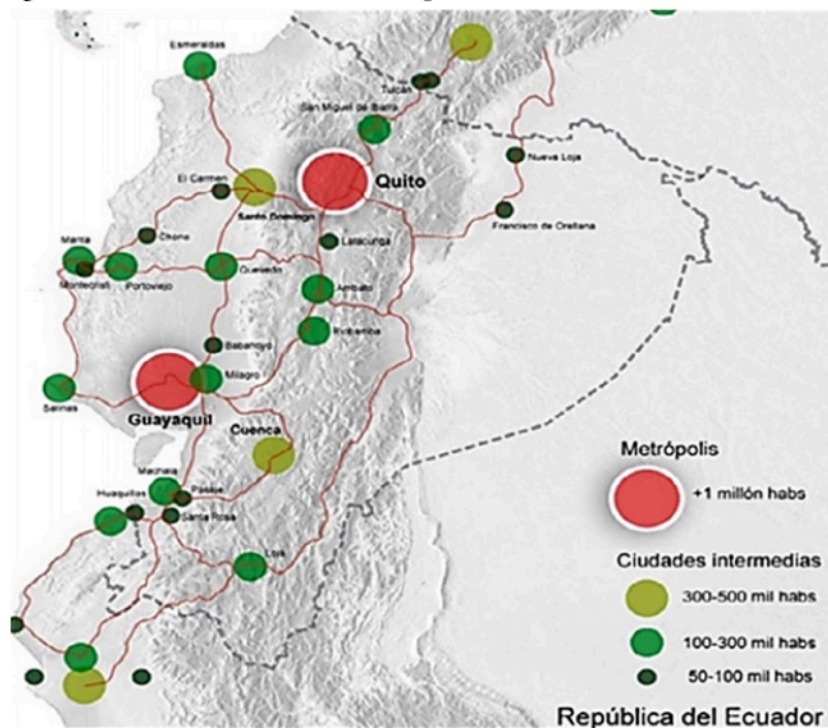 Esmeraldas
Tulcán
San Miguel de Ibarra
Nueva Loja
El Carmen
Quito
Santo Domingo
Francisco de Orellana
Chone
Latacunga
Manta
Montecristi
Portoviejo
Quevedo
Ambato
Riobamba
Babahoyo
Milagro
Salinas
Guayaquil
Cuenca
Machala
Pasaje
Huaquillas
Santa Rosa
Loja
Metrópolis
+1 millón habs
Ciudades intermedias
300-500 mil habs
100-300 mil habs
50-100 mil habs
República del Ecuador